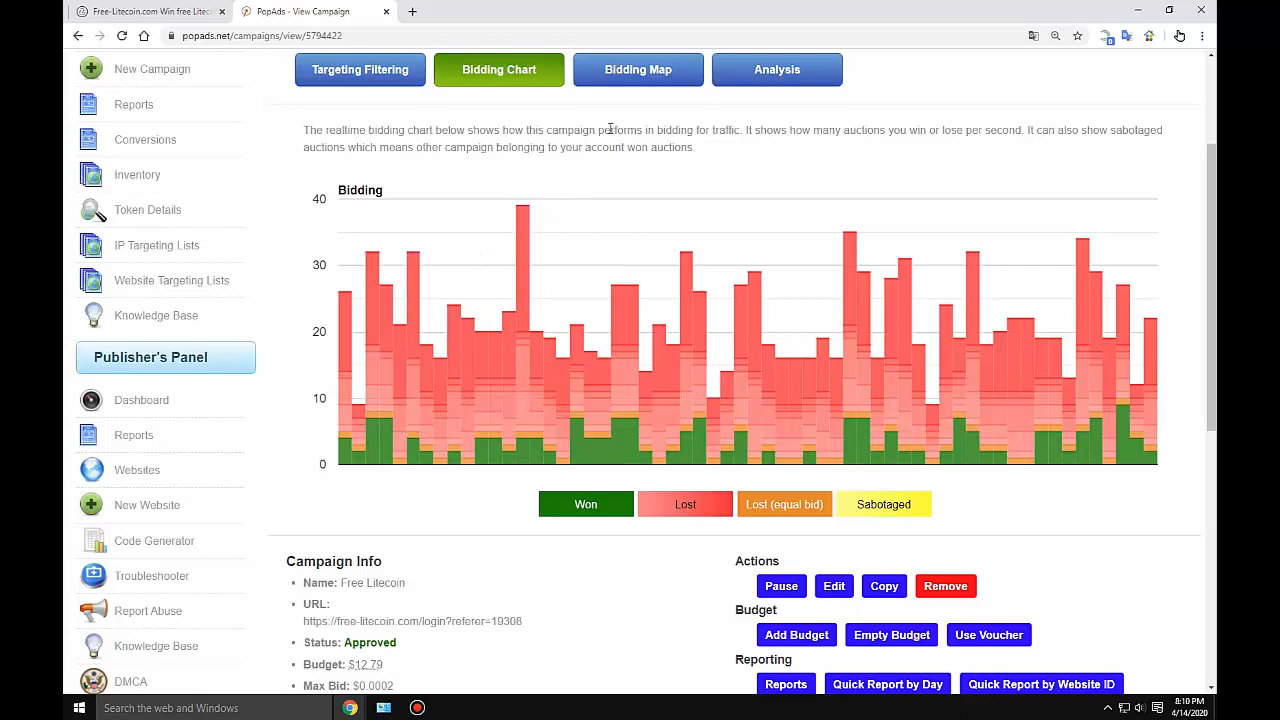 Free-Litecoin.com Win free Litec
PopAds - View Campaign
popads.net/campaigns/view/5794422
New Campaign
Reports
Conversions
Inventory
Token Details
IP Targeting Lists
Website Targeting Lists
Knowledge Base
Publisher's Panel
Dashboard
Reports
Websites
New Website
Code Generator
Troubleshooter
Report Abuse
Knowledge Base
DMCA
Targeting Filtering
Bidding Chart
Bidding Map
Analysis
The realtime bidding chart below shows how this campaign performs in bidding for traffic. It shows how many auctions you win or lose per second. It can also show sabotaged
auctions which means other campaign belonging to your account won auctions.
Bidding
40
30
20
10
0
Won
Lost
Lost (equal bid)
Sabotaged
Campaign Info
Name: Free Litecoin
URL:
https://free-litecoin.com/login?referer=19308
Status: Approved
Budget: $12.79
Max Bid: $0.0002
Actions
Pause
Edit
Copy
Remove
Budget
Add Budget
Empty Budget
Use Voucher
Reporting
Reports
Quick Report by Day
Quick Report by Website ID
Search the web and Windows
8:10 PM
4/14/2020